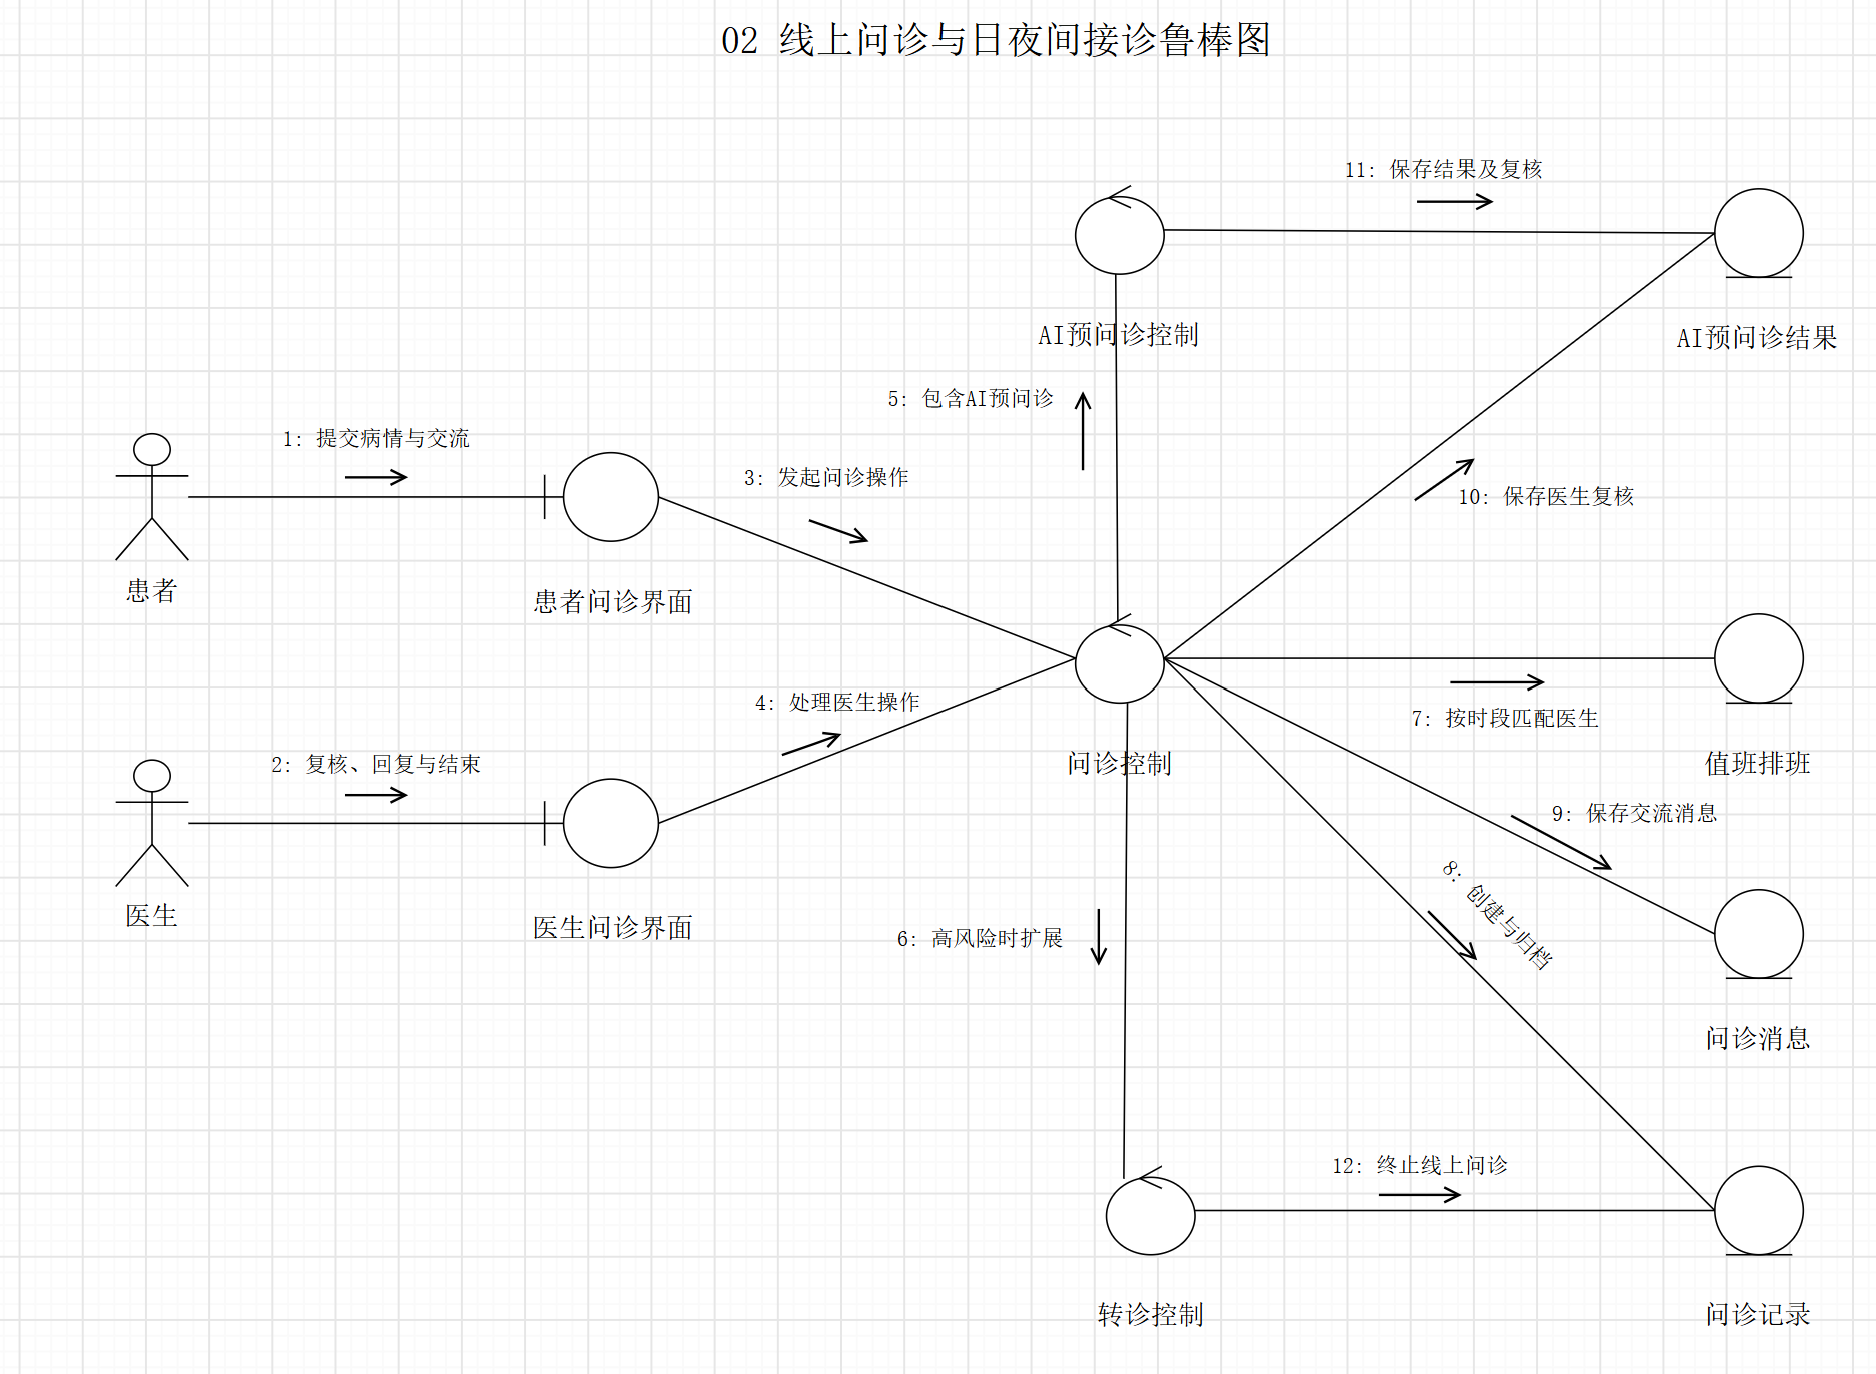 02 线上问诊与日夜间接诊鲁棒图
11: 保存结果及复核
AI预问诊控制
AI预问诊结果
5: 包含AI预问诊
1: 提交病情与交流
3: 发起问诊操作
10: 保存医生复核
患者
患者问诊界面
4: 处理医生操作
7: 按时段匹配医生
2: 复核、回复与结束
问诊控制
值班排班
9: 保存交流消息
8: 创建与归档
医生
医生问诊界面
6: 高风险时扩展
问诊消息
12: 终止线上问诊
转诊控制
问诊记录